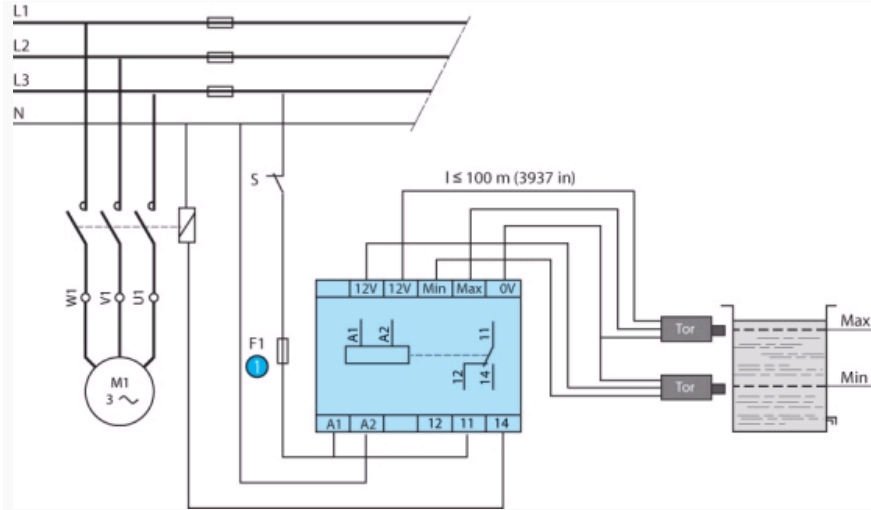 L1
L2
L3
N
S
l ≤ 100 m (3937 in)
12V 12V Min Max 0V
W1
V1
U1
A1
A2
11
12
14
F1
1
M1
3 ~
A1 A2 12 11 14
Tor
Tor
Max
Min